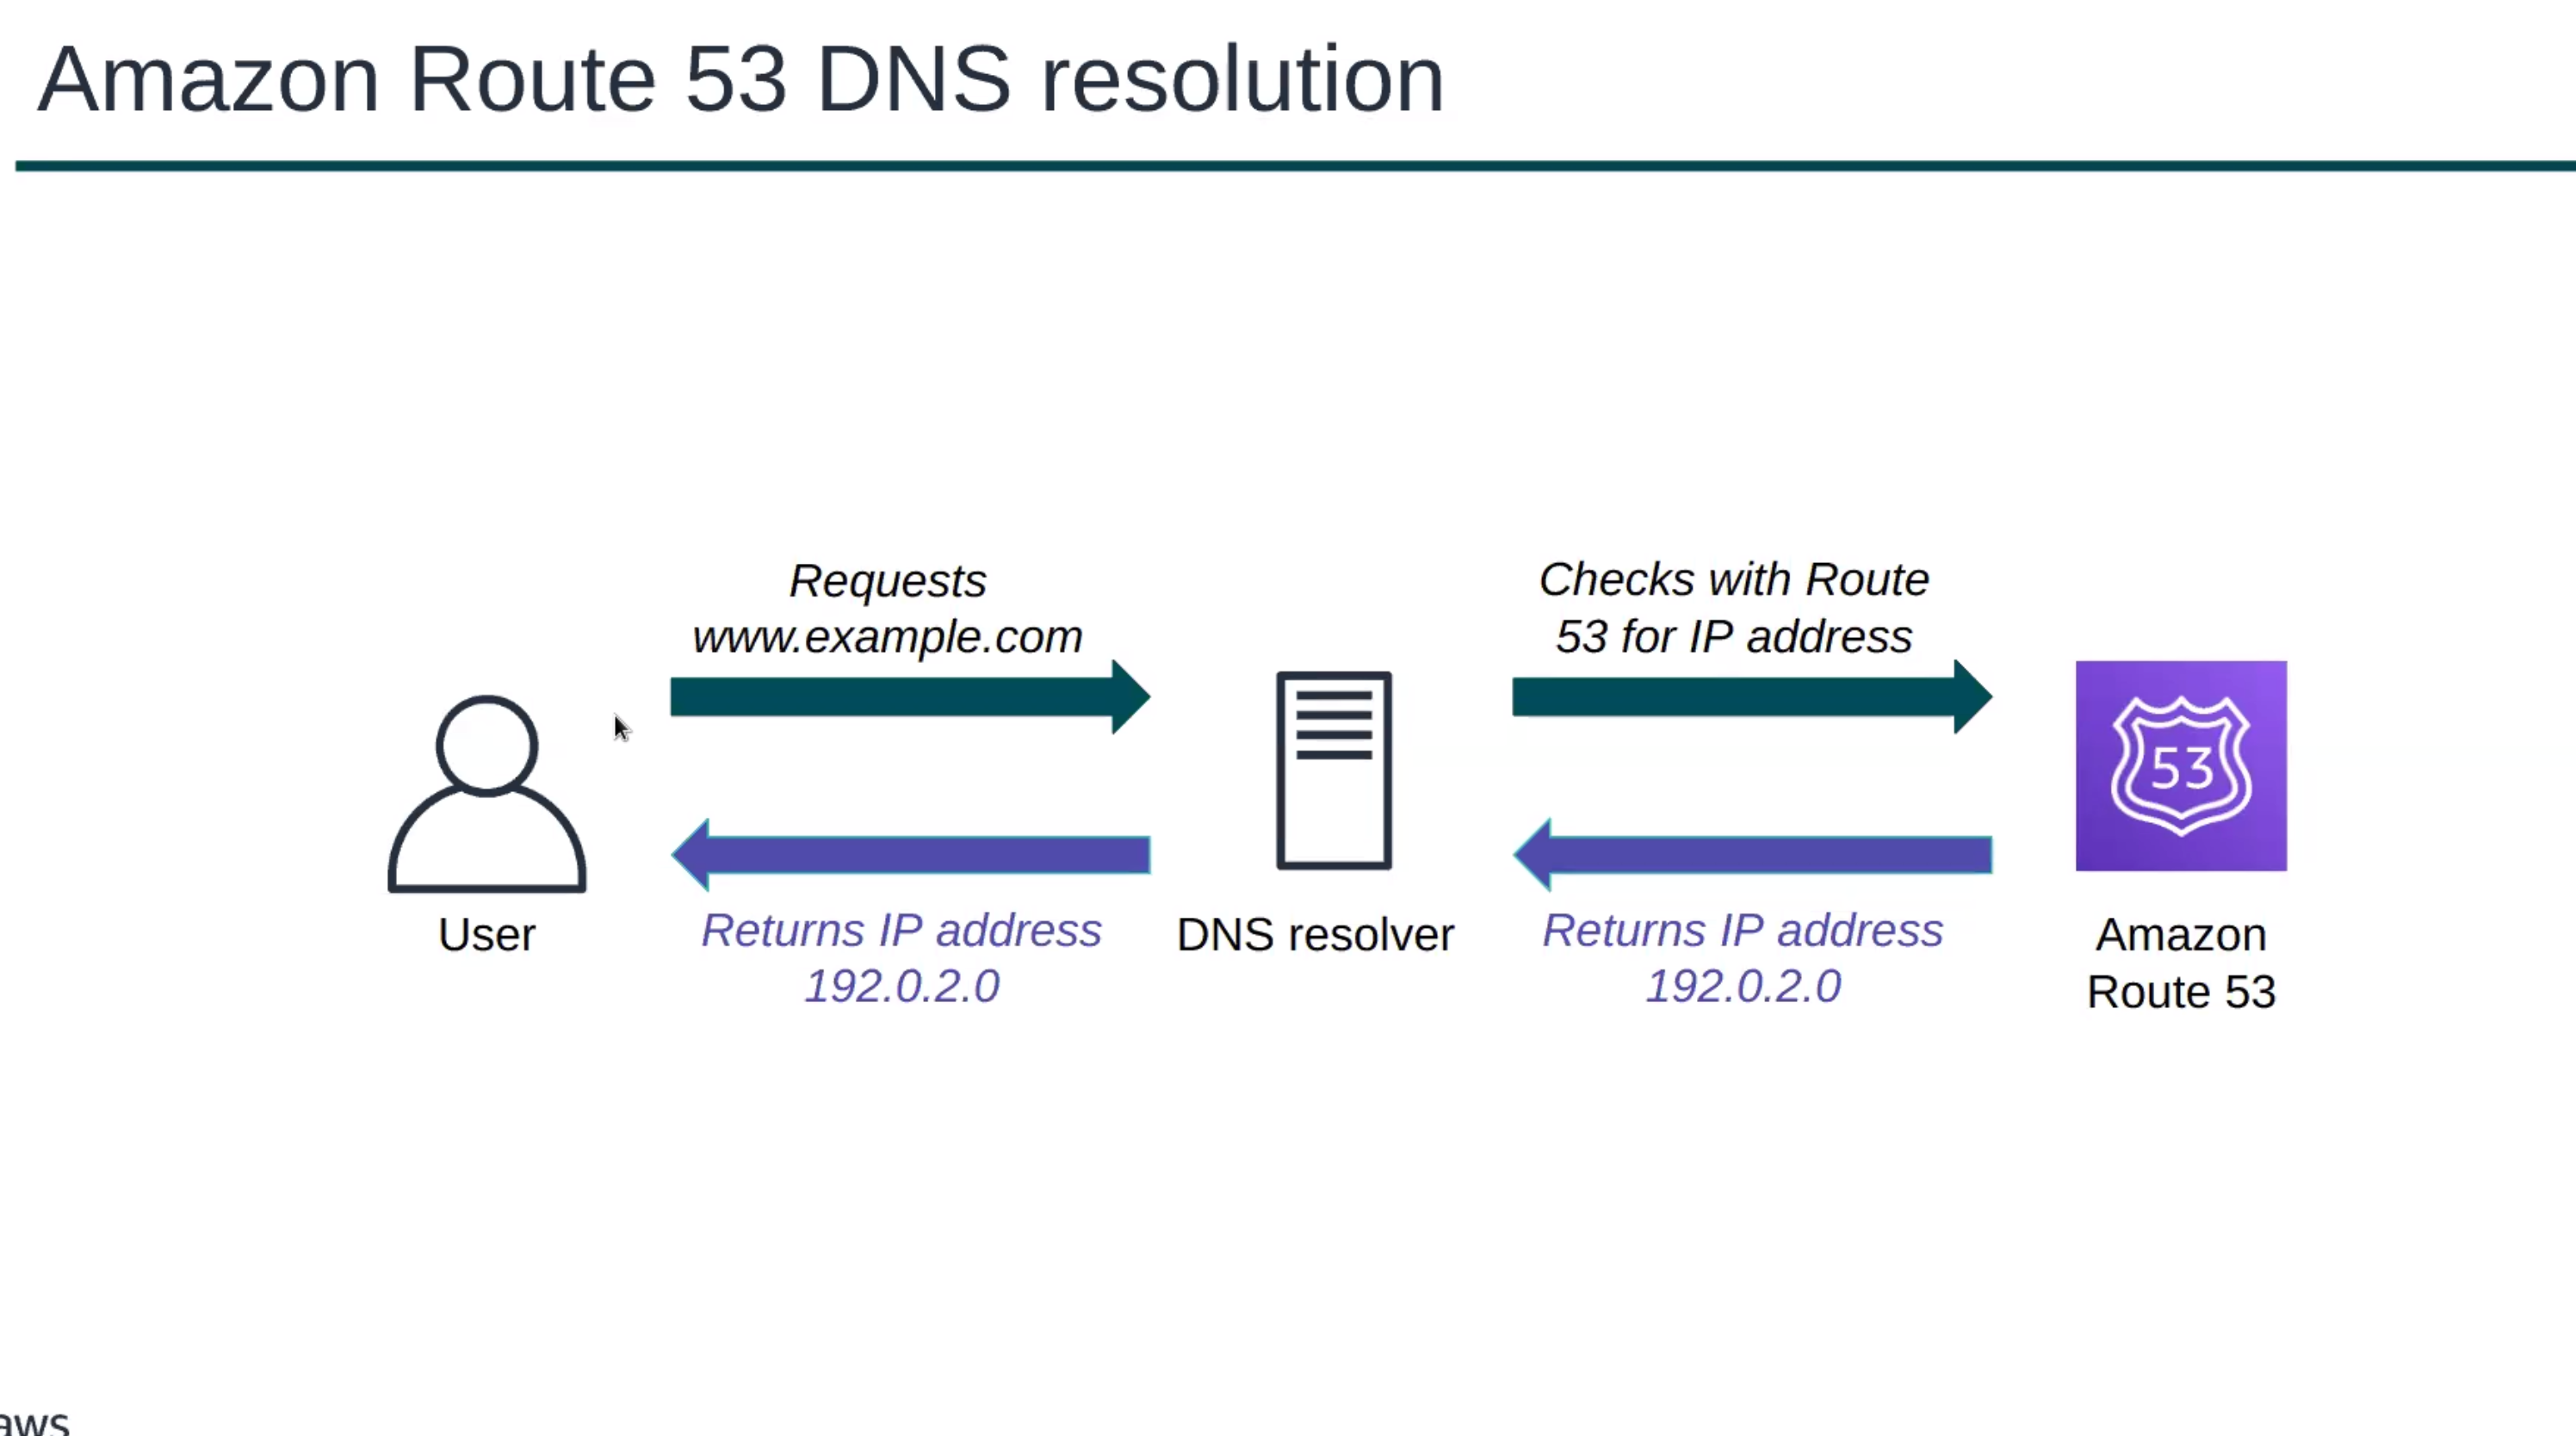 Amazon Route 53 DNS resolution
Requests
www.example.com
Checks with Route
53 for IP address
53
User
Returns IP address
192.0.2.0
DNS resolver
Returns IP address
192.0.2.0
Amazon
Route 53
aws